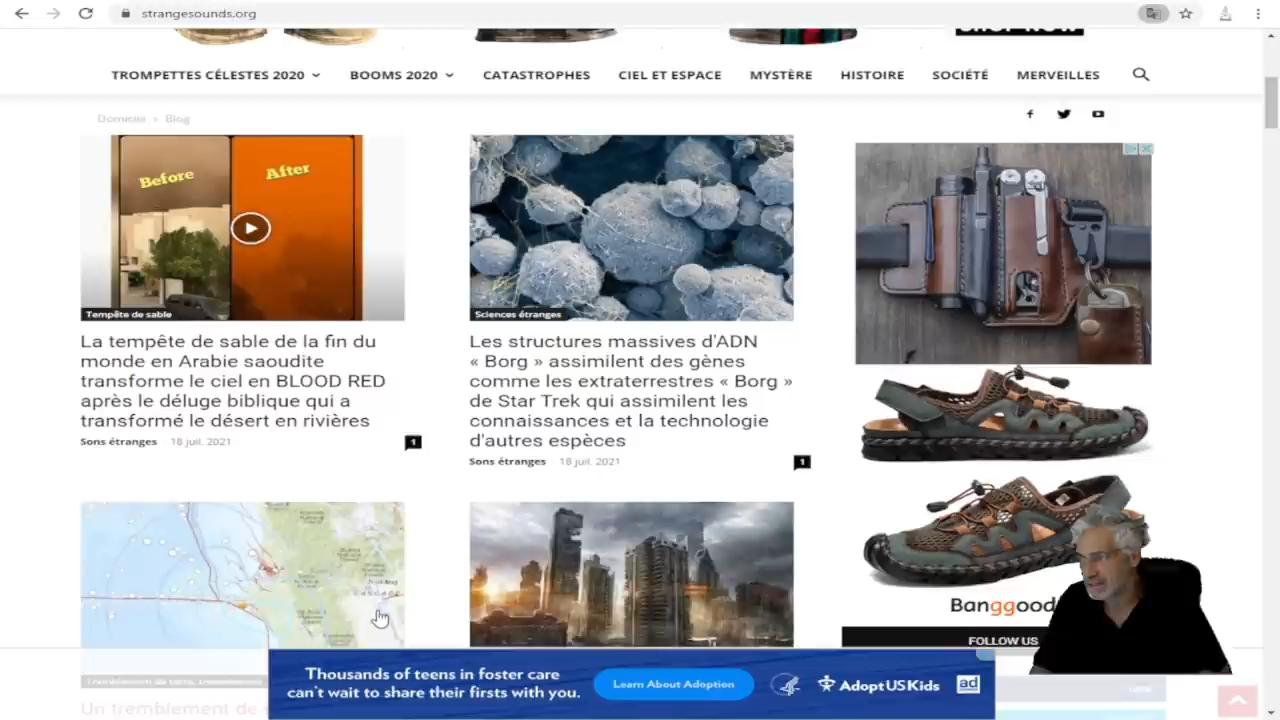 strangesounds.org
TROMPETTES CÉLESTES 2020
BOOMS 2020
CATASTROPHES
CIEL ET ESPACE
MYSTÈRE
HISTOIRE
SOCIÉTÉ
MERVEILLES
Domicile
Blog
Before
After
Tempête de sable
La tempête de sable de la fin du
monde en Arabie saoudite
transforme le ciel en BLOOD RED
après le déluge biblique qui a
transformé le désert en rivières
Sons étranges - 18 juil. 2021
1
Sciences étranges
Les structures massives d'ADN
« Borg » assimilent des gènes
comme les extraterrestres « Borg »
de Star Trek qui assimilent les
connaissances et la technologie
d'autres espèces
Sons étranges - 18 juil. 2021
1
Banggood
FOLLOW US
Un tremblement de
Thousands of teens in foster care
can't wait to share their firsts with you.
Learn About Adoption
AdoptUSKids
ad